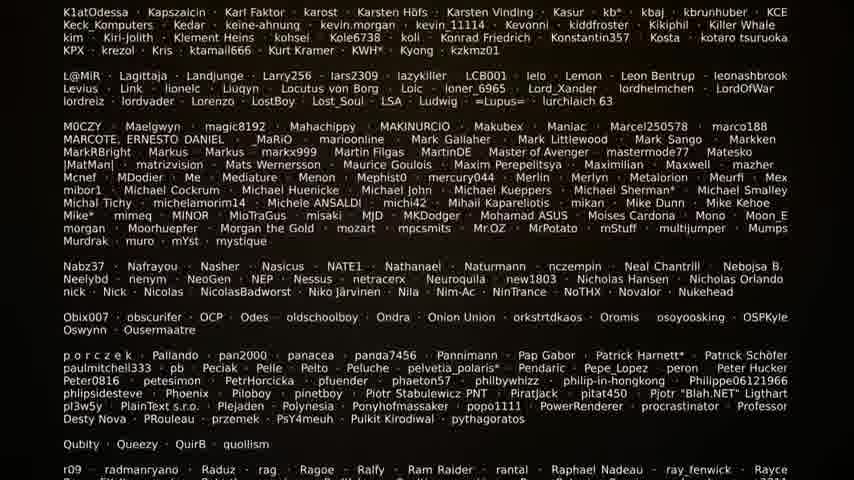 K1atOdessa · Kapszaicin · Karl Faktor · karost · Karsten Höfs · Karsten Vinding · Kasur · kb* · kbaj · kbrunhuber · KCE
Keck_Komputers · Kedar · keine-ahnung · kevin.morgan · kevin_11114 · Kevonni · kiddfroster · Kikiphil · Killer Whale
kim · Kiri-Jolith · Klement Heins · kohsei · Kole6738 · koli · Konrad Friedrich · Konstantin357 · Kosta · kotaro tsuruoka
KPX · krezol · Kris · ktamail666 · Kurt Kramer · KWH* · Kyong · kzkmz01
L@MiR · Lagittaja · Landjunge · Larry256 · lars2309 · lazykiller · LCB001 · lelo · Lemon · Leon Bentrup · leonashbrook
Levius · Link · lionelc · Liuqyn · Locutus von Borg · Loic · loner_6965 · Lord_Xander · lordhelmchen · LordOfWar
lordreiz · lordvader · Lorenzo · LostBoy · Lost_Soul · LSA · Ludwig · =Lupus= · lurchlaich 63
M0CZY · Maelgwyn · magic8192 · Mahachippy · MAKINURCIO · Makubex · Maniac · Marcel250578 · marco188
MARCOTE, ERNESTO DANIEL · _MaRiO · marioonline · Mark Gallaher · Mark Littlewood · Mark Sango · Markken
MarkRBright · Markus · Markus · markx999 · Martin Filgas · MartinDE · Master of Avenger · mastermode77 · Matesko
|MatMan| · matrizvision · Mats Wernersson · Maurice Goulois · Maxim Perepelitsya · Maximilian · Maxwell · mazher
Mcnef · MDodier · Me · Mediature · Menon · Mephist0 · mercury044 · Merlin · Merlyn · Metalorion · Meurfi · Mex
mibor1 · Michael Cockrum · Michael Huenicke · Michael John · Michael Kueppers · Michael Sherman* · Michael Smalley
Michal Tichy · michelamorim14 · Michele ANSALDI · michi42 · Mihaii Kapareliotis · mikan · Mike Dunn · Mike Kehoe
Mike* · mimeq · MINOR · MioTraGus · misaki · MJD · MKDodger · Mohamad ASUS · Moises Cardona · Mono · Moon_E
morgan · Moorhuepfer · Morgan the Gold · mozart · mpcsmits · Mr.OZ · MrPotato · mStuff · multijumper · Mumps
Murdrak · muro · mYst · mystique
Nabz37 · Nafrayou · Nasher · Nasicus · NATE1 · Nathanael · Naturmann · nczempin · Neal Chantrill · Nebojsa B.
Neelybd · nenym · NeoGen · NEP · Nessus · netracerx · Neuroquila · new1803 · Nicholas Hansen · Nicholas Orlando
nick · Nick · Nicolas · NicolasBadworst · Niko Järvinen · Nila · Nim-Ac · NinTrance · NoTHX · Novalor · Nukehead
Obix007 · obscurifer · OCP · Odes · oldschoolboy · Ondra · Onion Union · orkstrtdkaos · Oromis · osoyoosking · OSPKyle
Oswynn · Ousermaatre
p o r c z e k · Pallando · pan2000 · panacea · panda7456 · Pannimann · Pap Gabor · Patrick Harnett* · Patrick Schöfer
paulmitchell333 · pb · Peciak · Pelle · Pelto · Peluche · pelvetia_polaris* · Pendaric · Pepe_Lopez · peron · Peter Hucker
Peter0816 · petesimon · PetrHorcicka · pfuender · phaeton57 · phllbywhizz · philip-in-hongkong · Philippe06121966
phlipsidesteve · Phoenix · Piloboy · pinetboy · Piotr Stabulewicz PNT · PiratJack · pitat450 · Pjotr "Blah.NET" Ligthart
pl3w5y · PlainText s.r.o. · Plejaden · Polynesia · Ponyhofmassaker · popo1111 · PowerRenderer · procrastinator · Professor
Desty Nova · PRouleau · przemek · PsY4meuh · Pulkit Kirodiwal · pythagoratos
Qubity · Queezy · QuirB · quollism
r09 · radmanryano · Raduz · rag · Ragoe · Ralfy · Ram Raider · rantal · Raphael Nadeau · ray_fenwick · Rayce